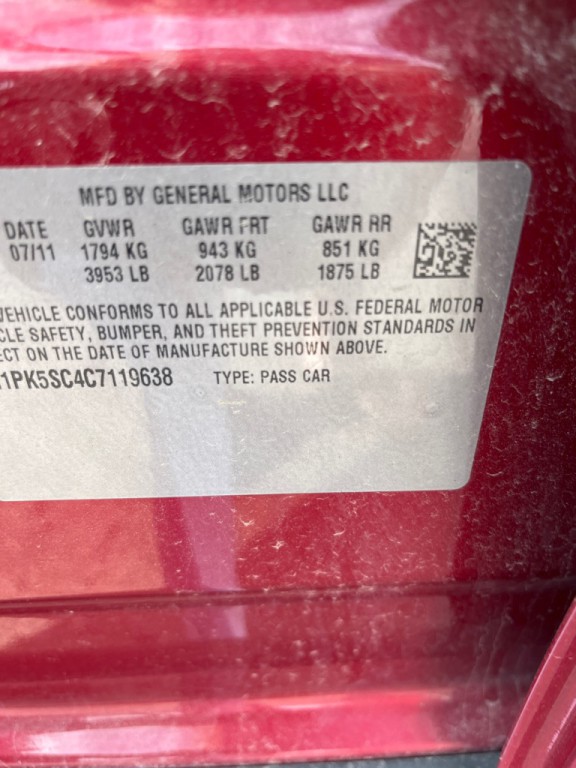 MFD BY GENERAL MOTORS LLC
DATE GVWR GAWR FRT GAWR RR
07/11 1794 KG 943 KG 851 KG
3953 LB 2078 LB 1875 LB
VEHICLE CONFORMS TO ALL APPLICABLE U.S. FEDERAL MOTOR
CLE SAFETY, BUMPER, AND THEFT PREVENTION STANDARDS IN
ECT ON THE DATE OF MANUFACTURE SHOWN ABOVE.
1PK5SC4C7119638 TYPE: PASS CAR